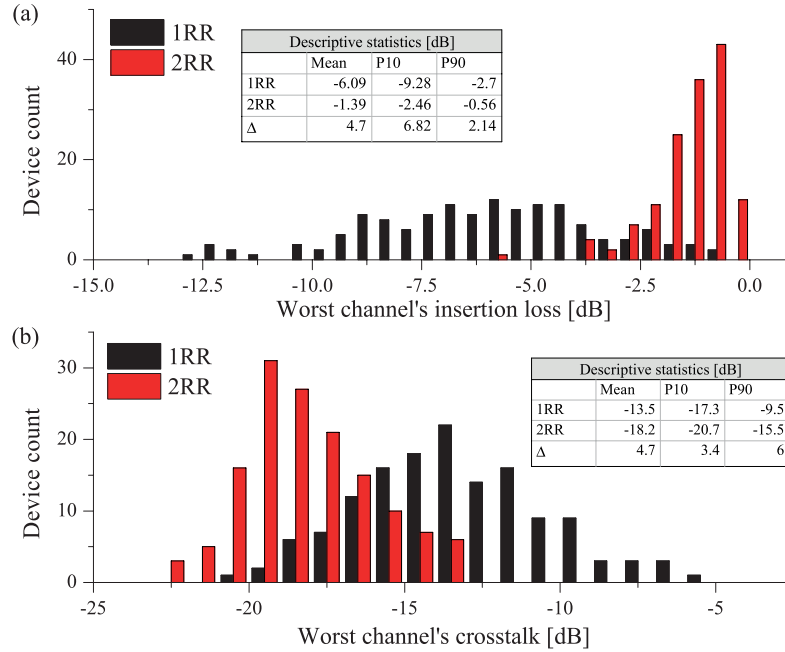 (a)
1RR
2RR
Descriptive statistics [dB]
Mean P10 P90
1RR -6.09 -9.28 -2.7
2RR -1.39 -2.46 -0.56
Δ 4.7 6.82 2.14
Device count
40
20
0
-15.0 -12.5 -10.0 -7.5 -5.0 -2.5 0.0
Worst channel's insertion loss [dB]
(b)
1RR
2RR
Descriptive statistics [dB]
Mean P10 P90
1RR -13.5 -17.3 -9.5
2RR -18.2 -20.7 -15.5
Δ 4.7 3.4 6
Device count
30
20
10
0
-25 -20 -15 -10 -5
Worst channel's crosstalk [dB]